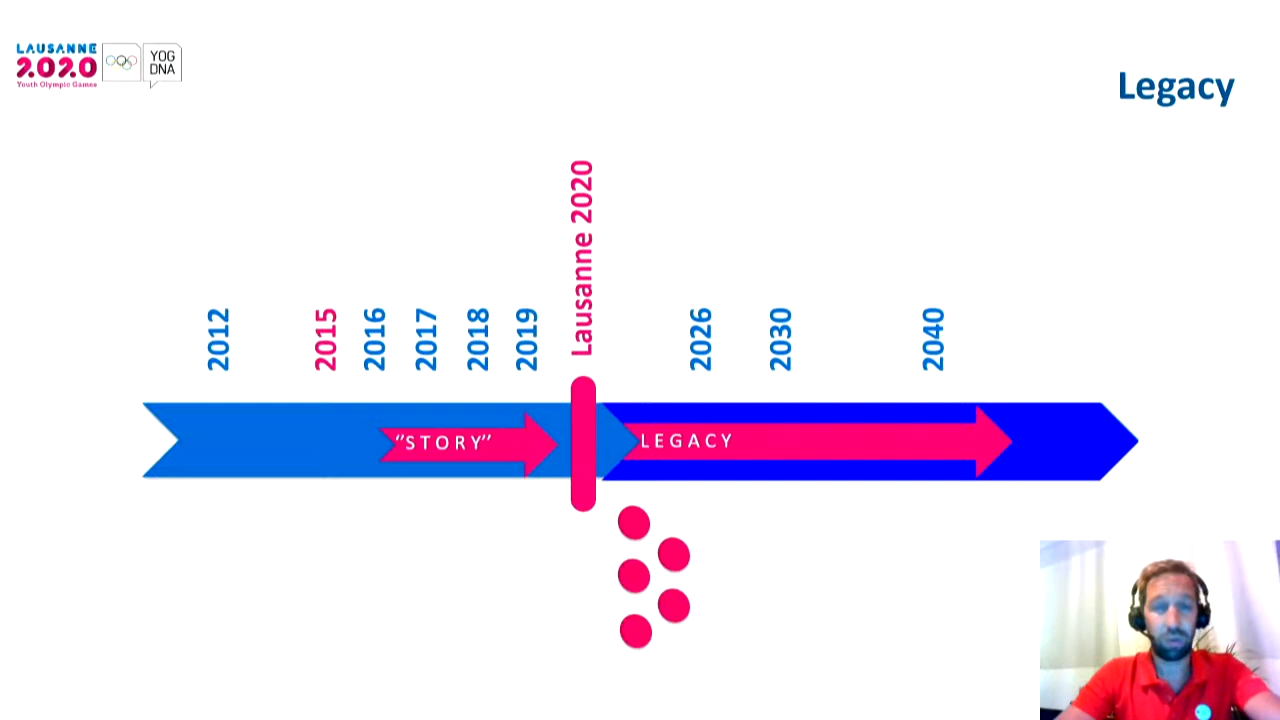 LAUSANNE
2020
Youth Olympic Games
YOG
DNA
Legacy
Lausanne 2020
2012
2015
2016
2017
2018
2019
2026
2030
2040
“STORY”
LEGACY